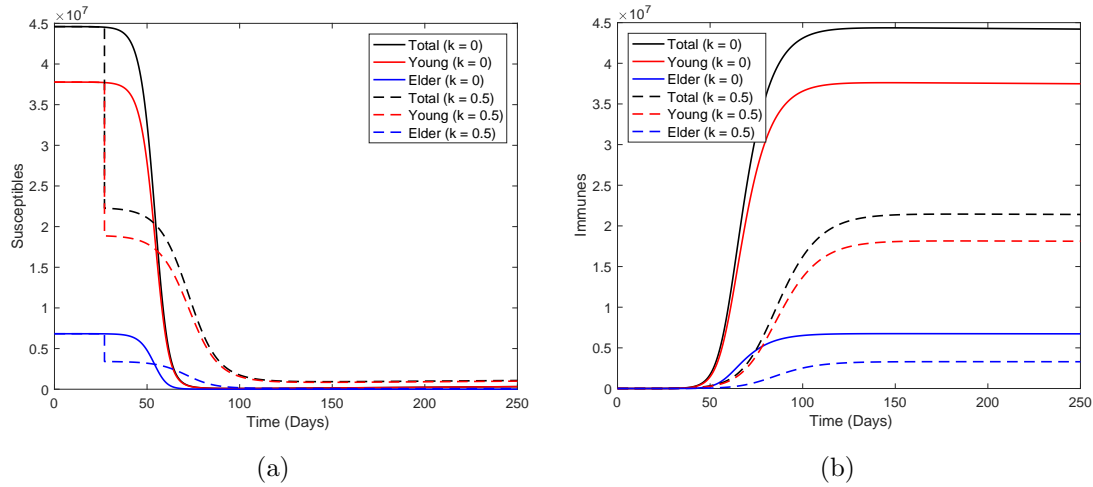 ×10^7
4.5
4
3.5
3
2.5
2
1.5
1
0.5
0
Susceptibles
0 50 100 150 200 250
Time (Days)
Total (k = 0)
Young (k = 0)
Elder (k = 0)
Total (k = 0.5)
Young (k = 0.5)
Elder (k = 0.5)
(a)
×10^7
4.5
4
3.5
3
2.5
2
1.5
1
0.5
0
Immunes
0 50 100 150 200 250
Time (Days)
Total (k = 0)
Young (k = 0)
Elder (k = 0)
Total (k = 0.5)
Young (k = 0.5)
Elder (k = 0.5)
(b)